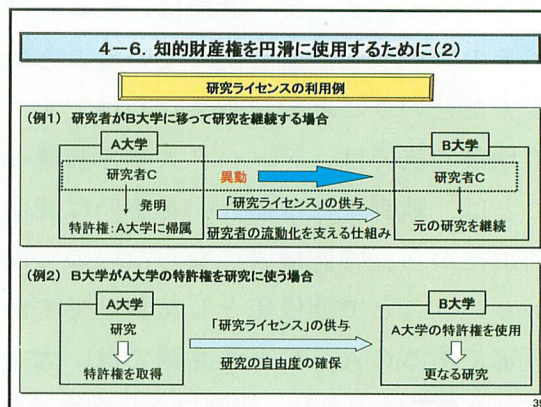 4-6. 知的財産権を円滑に使用するために(2)
研究ライセンスの利用例
(例1) 研究者がB大学に移って研究を継続する場合
A大学
B大学
研究者C
異動
研究者C
発明
「研究ライセンス」の供与
特許権:A大学に帰属
研究者の流動化を支える仕組み
元の研究を継続
(例2) B大学がA大学の特許権を研究に使う場合
A大学
B大学
研究
「研究ライセンス」の供与
A大学の特許権を使用
特許権を取得
研究の自由度の確保
更なる研究